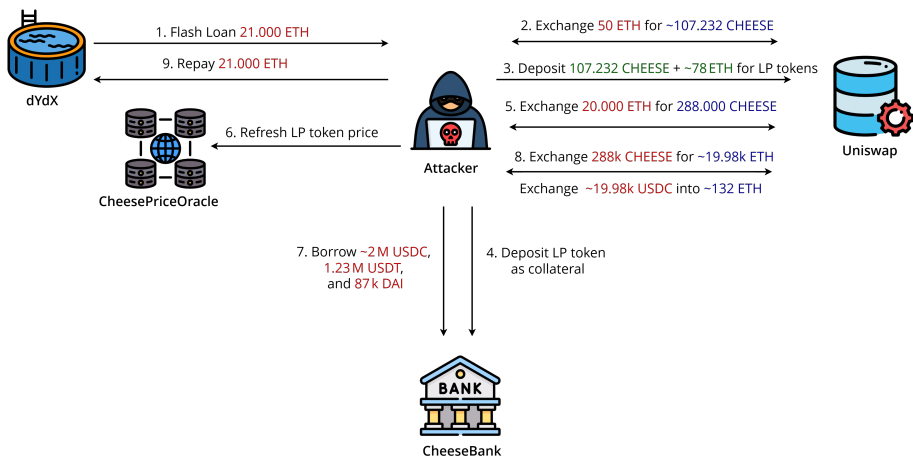 1. Flash Loan 21.000 ETH
9. Repay 21.000 ETH
dYdX
2. Exchange 50 ETH for ~107.232 CHEESE
3. Deposit 107.232 CHEESE + ~78 ETH for LP tokens
5. Exchange 20.000 ETH for 288.000 CHEESE
8. Exchange 288k CHEESE for ~19.98k ETH
Exchange ~19.98k USDC into ~132 ETH
Uniswap
Attacker
6. Refresh LP token price
CheesePriceOracle
7. Borrow ~2 M USDC,
1.23 M USDT,
and 87 k DAI
4. Deposit LP token
as collateral
BANK
CheeseBank